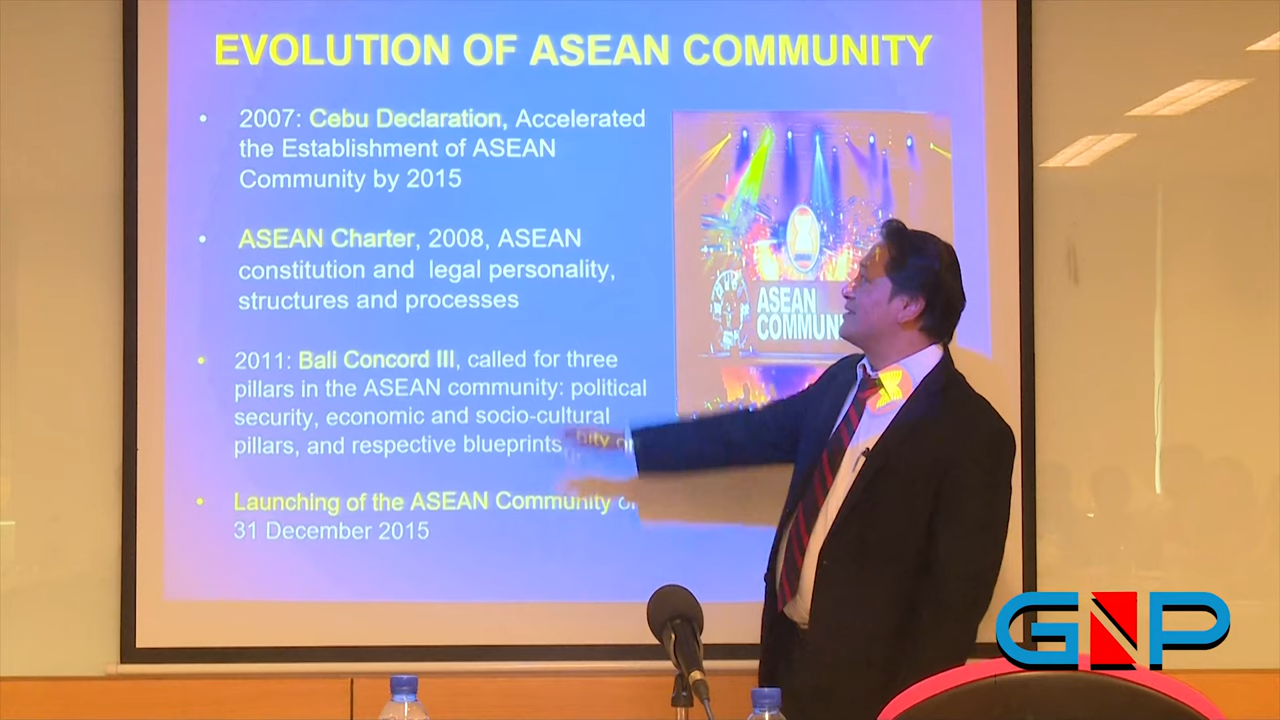 EVOLUTION OF ASEAN COMMUNITY
• 2007: Cebu Declaration, Accelerated
the Establishment of ASEAN
Community by 2015
• ASEAN Charter, 2008, ASEAN
constitution and legal personality,
structures and processes
• 2011: Bali Concord III, called for three
pillars in the ASEAN community: political
security, economic and socio-cultural
pillars, and respective blueprints
• Launching of the ASEAN Community
31 December 2015
ASEAN
COMMUNI
GNP